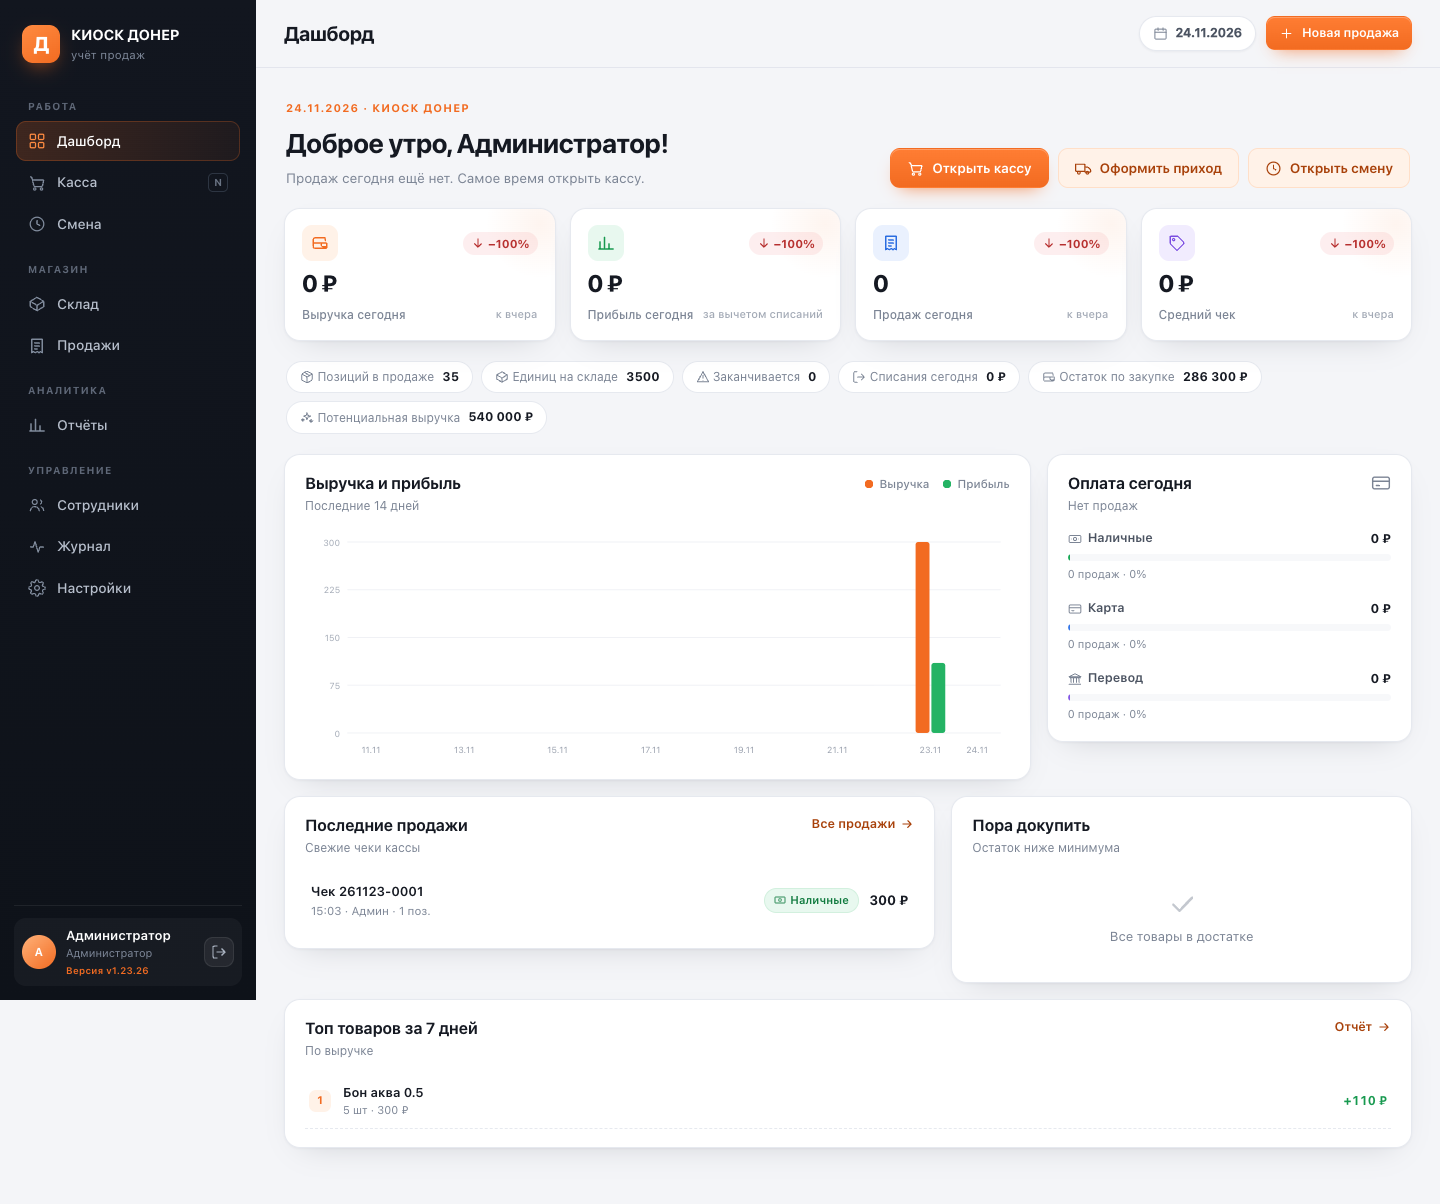 Д
КИОСК ДОНЕР
учёт продаж
РАБОТА
Дашборд
Касса
N
Смена
МАГАЗИН
Склад
Продажи
АНАЛИТИКА
Отчёты
УПРАВЛЕНИЕ
Сотрудники
Журнал
Настройки
А
Администратор
Администратор
Версия v1.23.26
Дашборд
24.11.2026
Новая продажа
24.11.2026 · КИОСК ДОНЕР
Доброе утро, Администратор!
Продаж сегодня ещё нет. Самое время открыть кассу.
Открыть кассу
Оформить приход
Открыть смену
↓ −100%
0 ₽
Выручка сегодня
к вчера
↓ −100%
0 ₽
Прибыль сегодня
за вычетом списаний
↓ −100%
0
Продаж сегодня
к вчера
↓ −100%
0 ₽
Средний чек
к вчера
Позиций в продаже 35
Единиц на складе 3500
Заканчивается 0
Списания сегодня 0 ₽
Остаток по закупке 286 300 ₽
Потенциальная выручка 540 000 ₽
Выручка и прибыль
Последние 14 дней
Выручка
Прибыль
300
225
150
75
0
11.11 13.11 15.11 17.11 19.11 21.11 23.11 24.11
Оплата сегодня
Нет продаж
Наличные 0 ₽
0 продаж · 0%
Карта 0 ₽
0 продаж · 0%
Перевод 0 ₽
0 продаж · 0%
Последние продажи
Все продажи →
Свежие чеки кассы
Чек 261123-0001
15:03 · Админ · 1 поз.
Наличные
300 ₽
Пора докупить
Остаток ниже минимума
Все товары в достатке
Топ товаров за 7 дней
Отчёт →
По выручке
1
Бон аква 0.5
5 шт · 300 ₽
+110 ₽